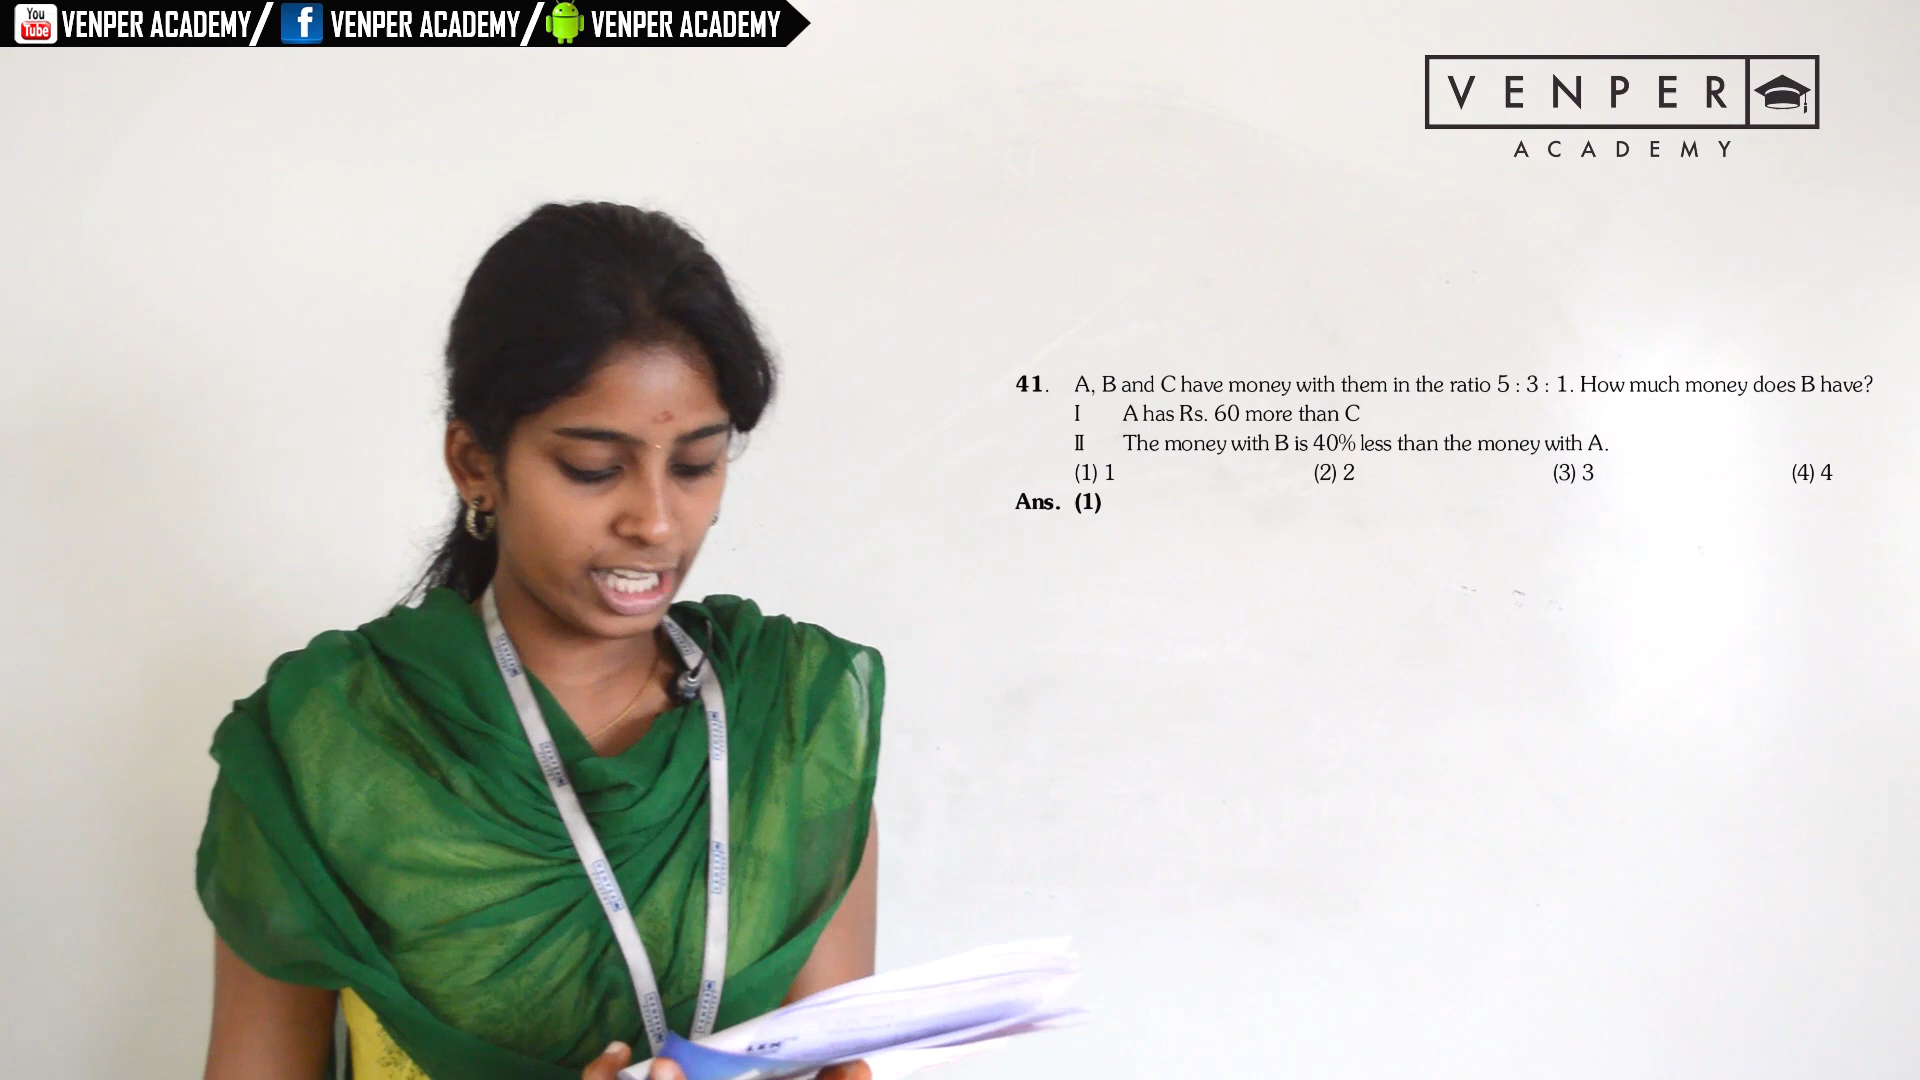 You Tube VENPER ACADEMY / f VENPER ACADEMY / VENPER ACADEMY
VENPER
ACADEMY
41. A, B and C have money with them in the ratio 5 : 3 : 1. How much money does B have?
I A has Rs. 60 more than C
II The money with B is 40% less than the money with A.
(1) 1 (2) 2 (3) 3 (4) 4
Ans. (1)